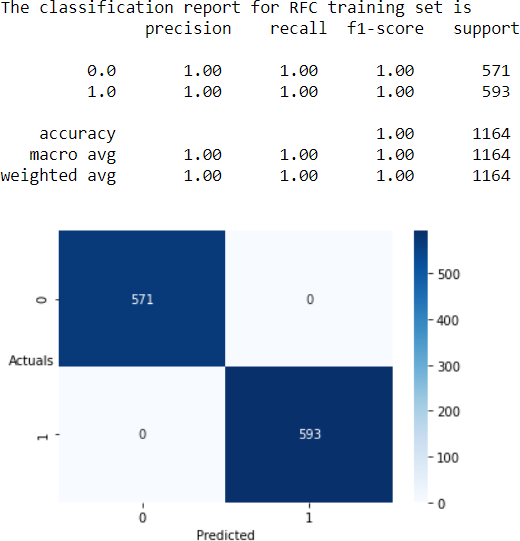 The classification report for RFC training set is
precision recall f1-score support
0.0 1.00 1.00 1.00 571
1.0 1.00 1.00 1.00 593
accuracy 1.00 1164
macro avg 1.00 1.00 1.00 1164
weighted avg 1.00 1.00 1.00 1164
500
0 571 0
400
Actuals
300
200
1 0 593
100
0
0 1
Predicted